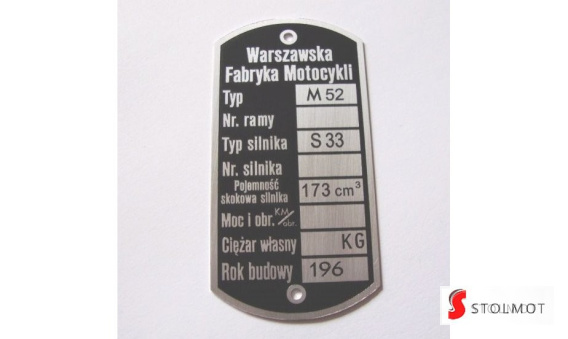 Warszawska
Fabryka Motocykli
Typ M 52
Nr. ramy
Typ silnika S 33
Nr. silnika
Pojemność
skokowa silnika 173 cm³
Moc i obr. KM/obr.
Ciężar własny KG
Rok budowy 196
STOLMOT